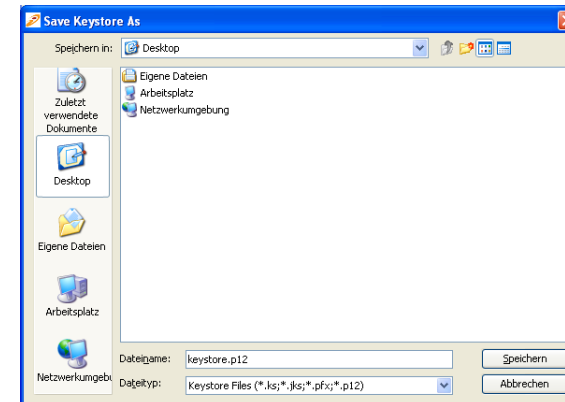 Save Keystore As
Speichern in:
Desktop
Zuletzt
verwendete
Dokumente
Desktop
Eigene Dateien
Arbeitsplatz
Netzwerkumgebu
Eigene Dateien
Arbeitsplatz
Netzwerkumgebung
Dateiname:
keystore.p12
Speichern
Dateityp:
Keystore Files (*.ks;*.jks;*.pfx;*.p12)
Abbrechen